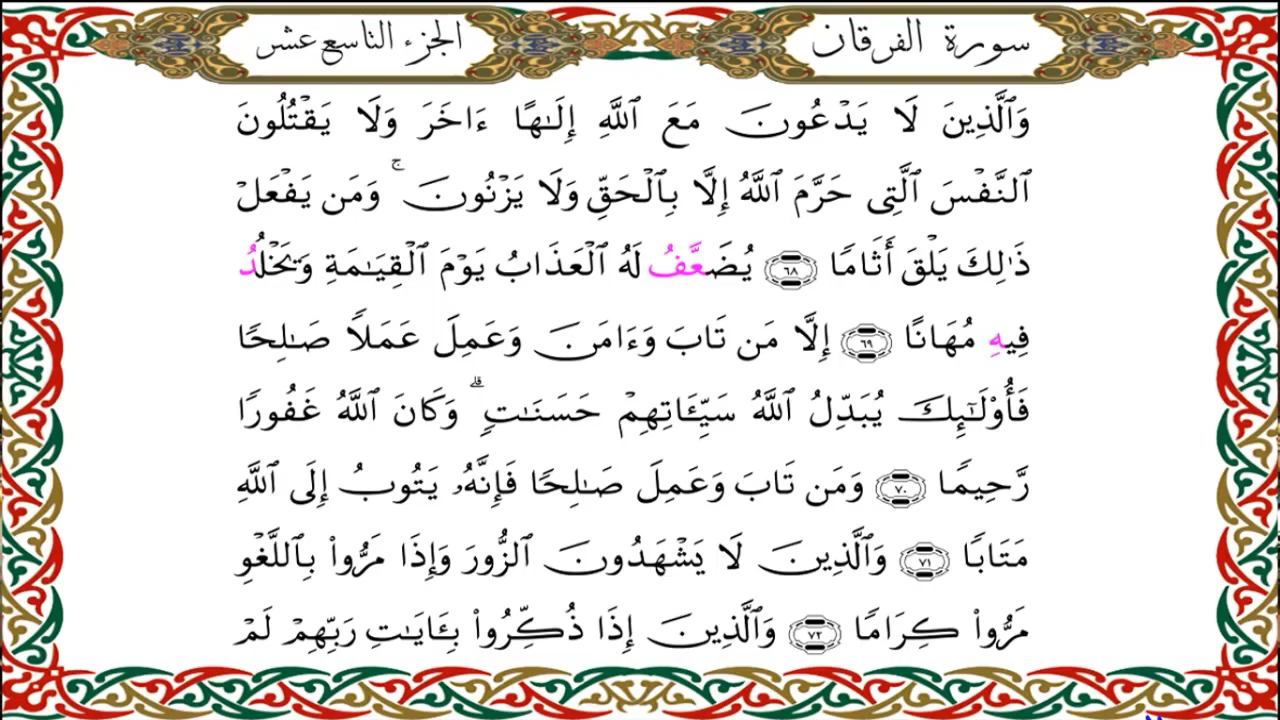 سورة الفرقان
الجزء التاسع عشر
وَٱلَّذِينَ لَا يَدْعُونَ مَعَ ٱللَّهِ إِلَٰهًا ءَاخَرَ وَلَا يَقْتُلُونَ
ٱلنَّفْسَ ٱلَّتِى حَرَّمَ ٱللَّهُ إِلَّا بِٱلْحَقِّ وَلَا يَزْنُونَ ۚ وَمَن يَفْعَلْ
ذَٰلِكَ يَلْقَ أَثَامًا ٦٨ يُضَعَّفُ لَهُ ٱلْعَذَابُ يَوْمَ ٱلْقِيَٰمَةِ وَيَخْلُدُ
فِيهِ مُهَانًا ٦٩ إِلَّا مَن تَابَ وَءَامَنَ وَعَمِلَ عَمَلًا صَٰلِحًا
فَأُوْلَٰٓئِكَ يُبَدِّلُ ٱللَّهُ سَيِّـَٔاتِهِمْ حَسَنَٰتٍ ۗ وَكَانَ ٱللَّهُ غَفُورًا
رَّحِيمًا ٧٠ وَمَن تَابَ وَعَمِلَ صَٰلِحًا فَإِنَّهُۥ يَتُوبُ إِلَى ٱللَّهِ
مَتَابًا ٧١ وَٱلَّذِينَ لَا يَشْهَدُونَ ٱلزُّورَ وَإِذَا مَرُّواْ بِٱللَّغْوِ
مَرُّواْ كِرَامًا ٧٢ وَٱلَّذِينَ إِذَا ذُكِّرُواْ بِـَٔايَٰتِ رَبِّهِمْ لَمْ